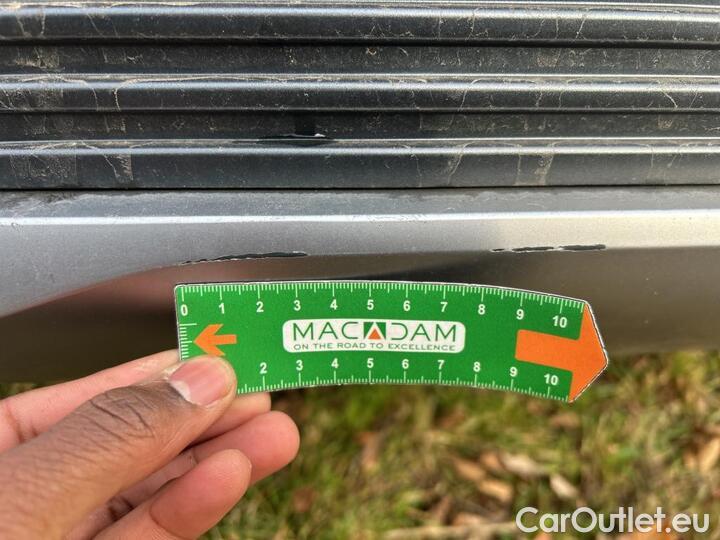 0 1 2 3 4 5 6 7 8 9 10
MACADAM
ON THE ROAD TO EXCELLENCE
2 3 4 5 6 7 8 9 10
CarOutlet.eu